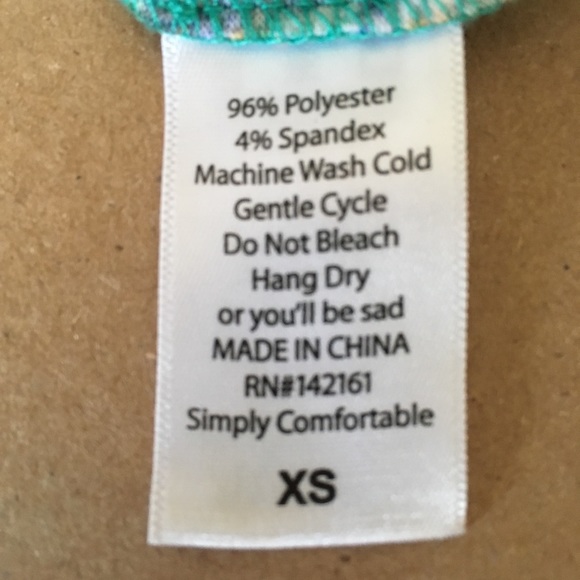 96% Polyester
4% Spandex
Machine Wash Cold
Gentle Cycle
Do Not Bleach
Hang Dry
or you'll be sad
MADE IN CHINA
RN#142161
Simply Comfortable
XS